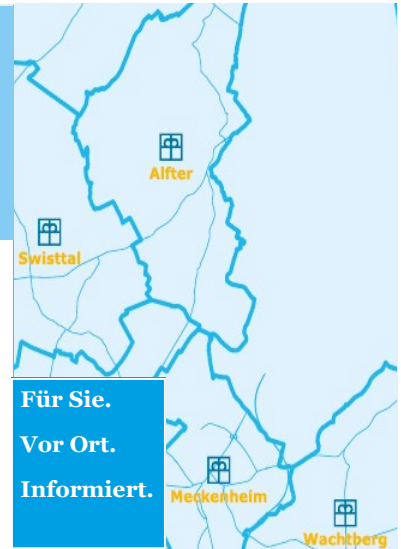 Alfter
Swisttal
Für Sie.
Vor Ort.
Informiert.
Meckenheim
Wachtberg